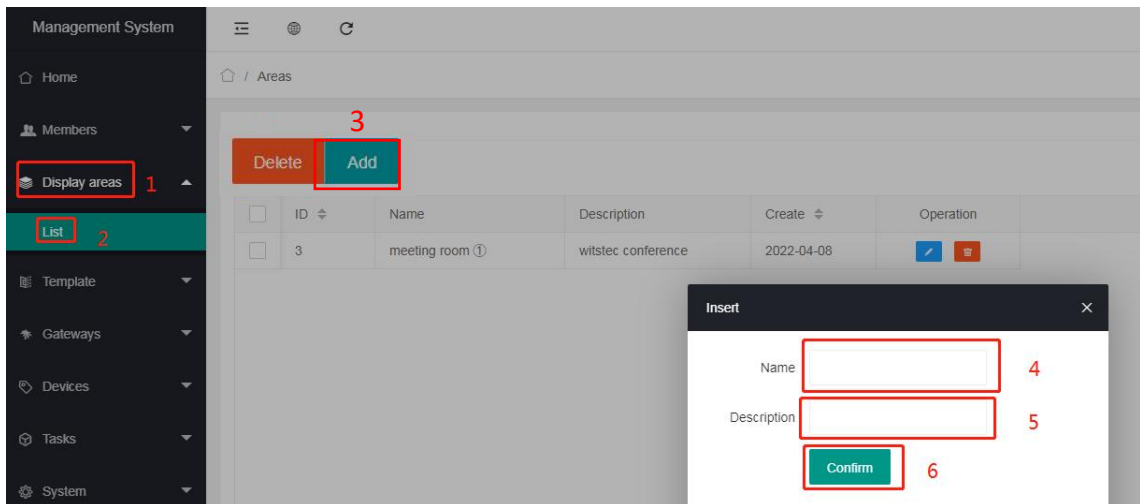 Management System
Home
/ Areas
Members
3
Delete
Add
Display areas
1
ID
Name
Description
Create
Operation
List
2
3
meeting room ①
witstec conference
2022-04-08
Template
Insert
Gateways
Name
4
Devices
Description
5
Tasks
Confirm
6
System